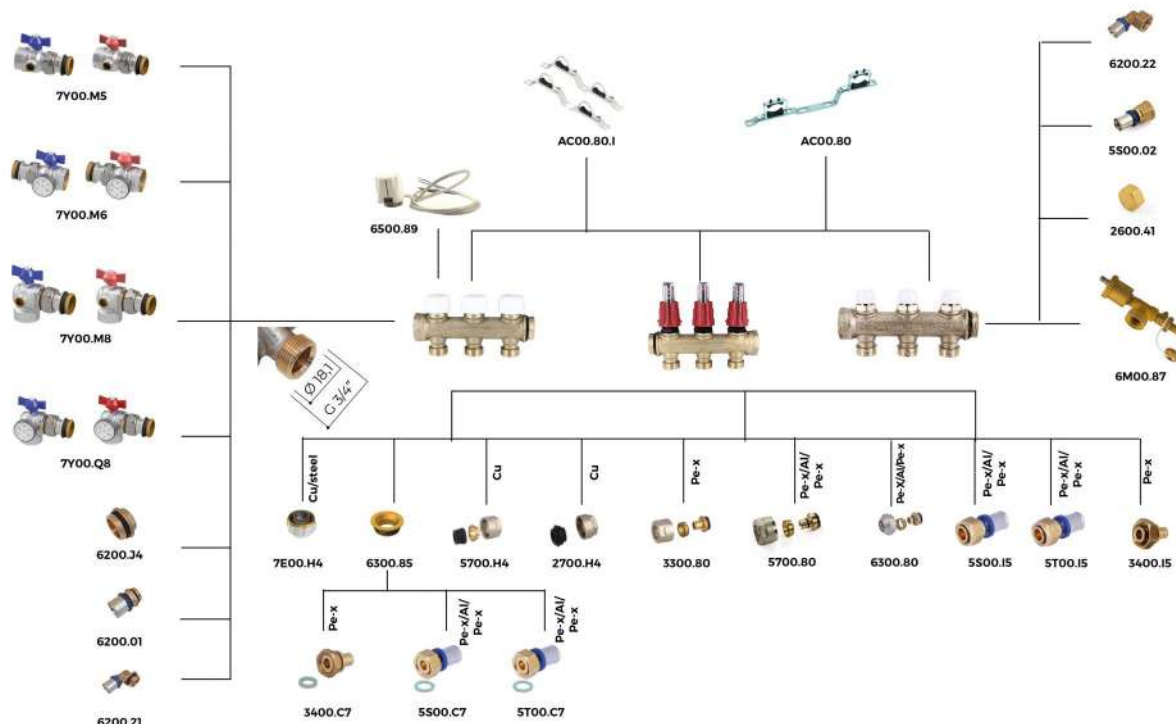 7Y00.M5
7Y00.M6
7Y00.M8
7Y00.Q8
6200.J4
6200.01
6200.21
AC00.80.I
AC00.80
6500.89
6200.22
5S00.02
2600.41
6M00.87
Ø 18,1
G 3/4"
Cu/steel
Cu
Cu
Pe-x
Pe-x/Al/
Pe-x
Pe-x/Al/Pe-x
Pe-x/Al/
Pe-x
Pe-x/Al/
Pe-x
Pe-x
7E00.H4
6300.85
5700.H4
2700.H4
3300.80
5700.80
6300.80
5S00.I5
5T00.I5
3400.I5
Pe-x
Pe-x/Al/
Pe-x
Pe-x/Al/
Pe-x
3400.C7
5S00.C7
5T00.C7